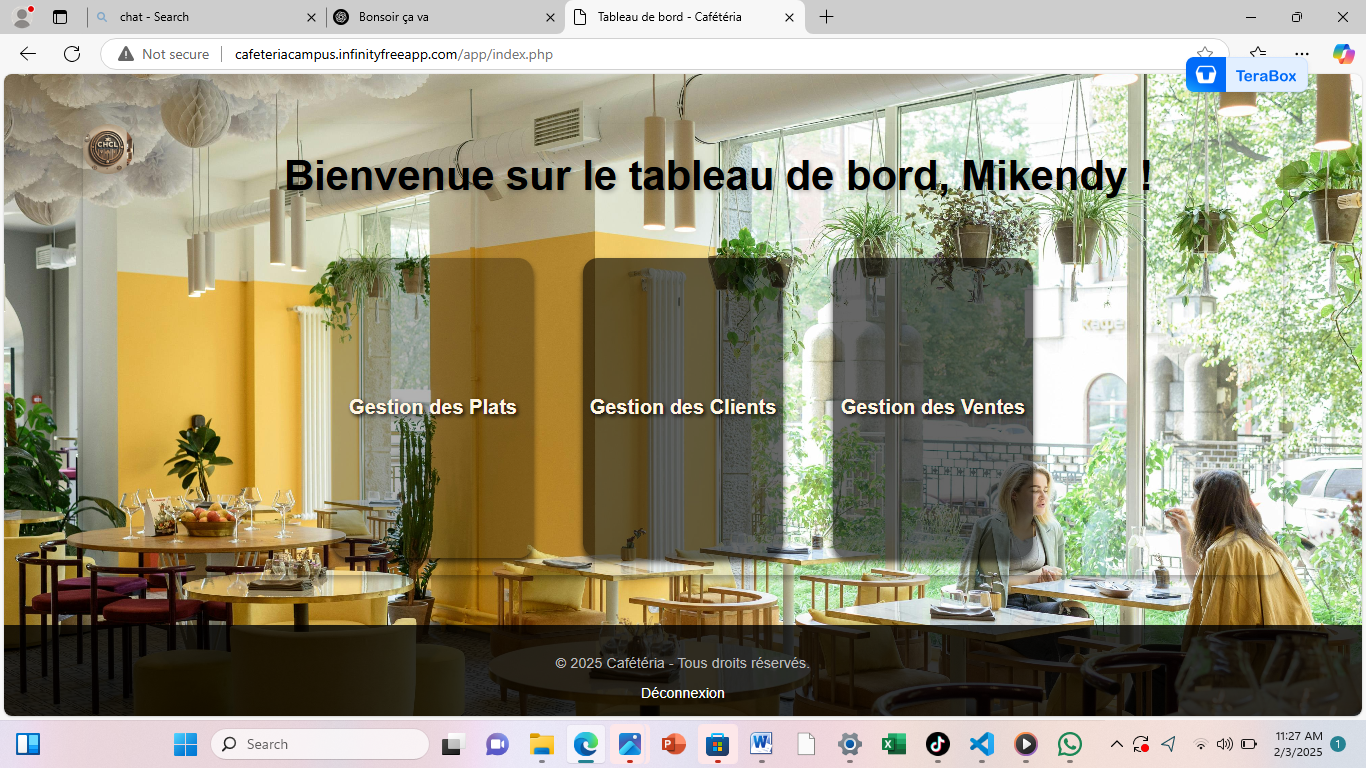 chat - Search
Bonsoir ça va
Tableau de bord - Cafétéria
Not secure
cafeteriacampus.infinityfreeapp.com/app/index.php
TeraBox
CHCL
Bienvenue sur le tableau de bord, Mikendy !
Gestion des Plats
Gestion des Clients
Gestion des Ventes
© 2025 Cafétéria - Tous droits réservés.
Déconnexion
Search
11:27 AM
2/3/2025
1